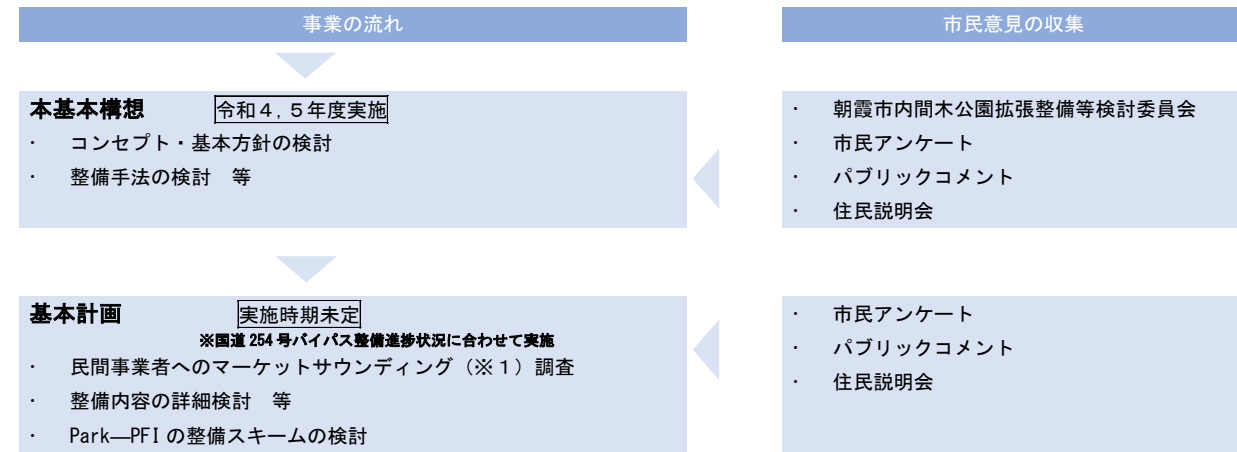 事業の流れ
市民意見の収集
本基本構想 令和４，５年度実施
・ コンセプト・基本方針の検討
・ 整備手法の検討　等
・ 朝霞市内間木公園拡張整備等検討委員会
・ 市民アンケート
・ パブリックコメント
・ 住民説明会
基本計画 実施時期未定
※国道 254 号バイパス整備進捗状況に合わせて実施
・ 民間事業者へのマーケットサウンディング（※１）調査
・ 整備内容の詳細検討　等
・ Park―PFI の整備スキームの検討
・ 市民アンケート
・ パブリックコメント
・ 住民説明会